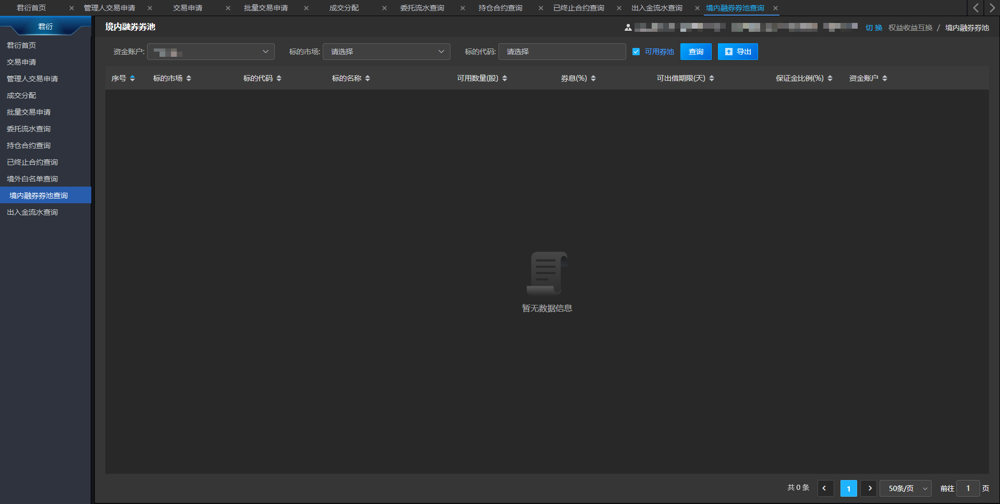 君衍首页 管理人交易申请 交易申请 批量交易申请 成交分配 委托流水查询 持仓合约查询 已终止合约查询 出入金流水查询 境内融券券池查询
君衍
君衍首页
交易申请
管理人交易申请
成交分配
批量交易申请
委托流水查询
持仓合约查询
已终止合约查询
境外白名单查询
境内融券券池查询
出入金流水查询
境内融券券池 切 换 权益收益互换 / 境内融券券池
资金账户: 标的市场: 请选择 标的代码: 请选择 可用券池 查询 导出
序号 标的市场 标的代码 标的名称 可用数量(股) 券息(%) 可出借期限(天) 保证金比例(%) 资金账户
暂无数据信息
共 0 条 1 50条/页 前往 1 页